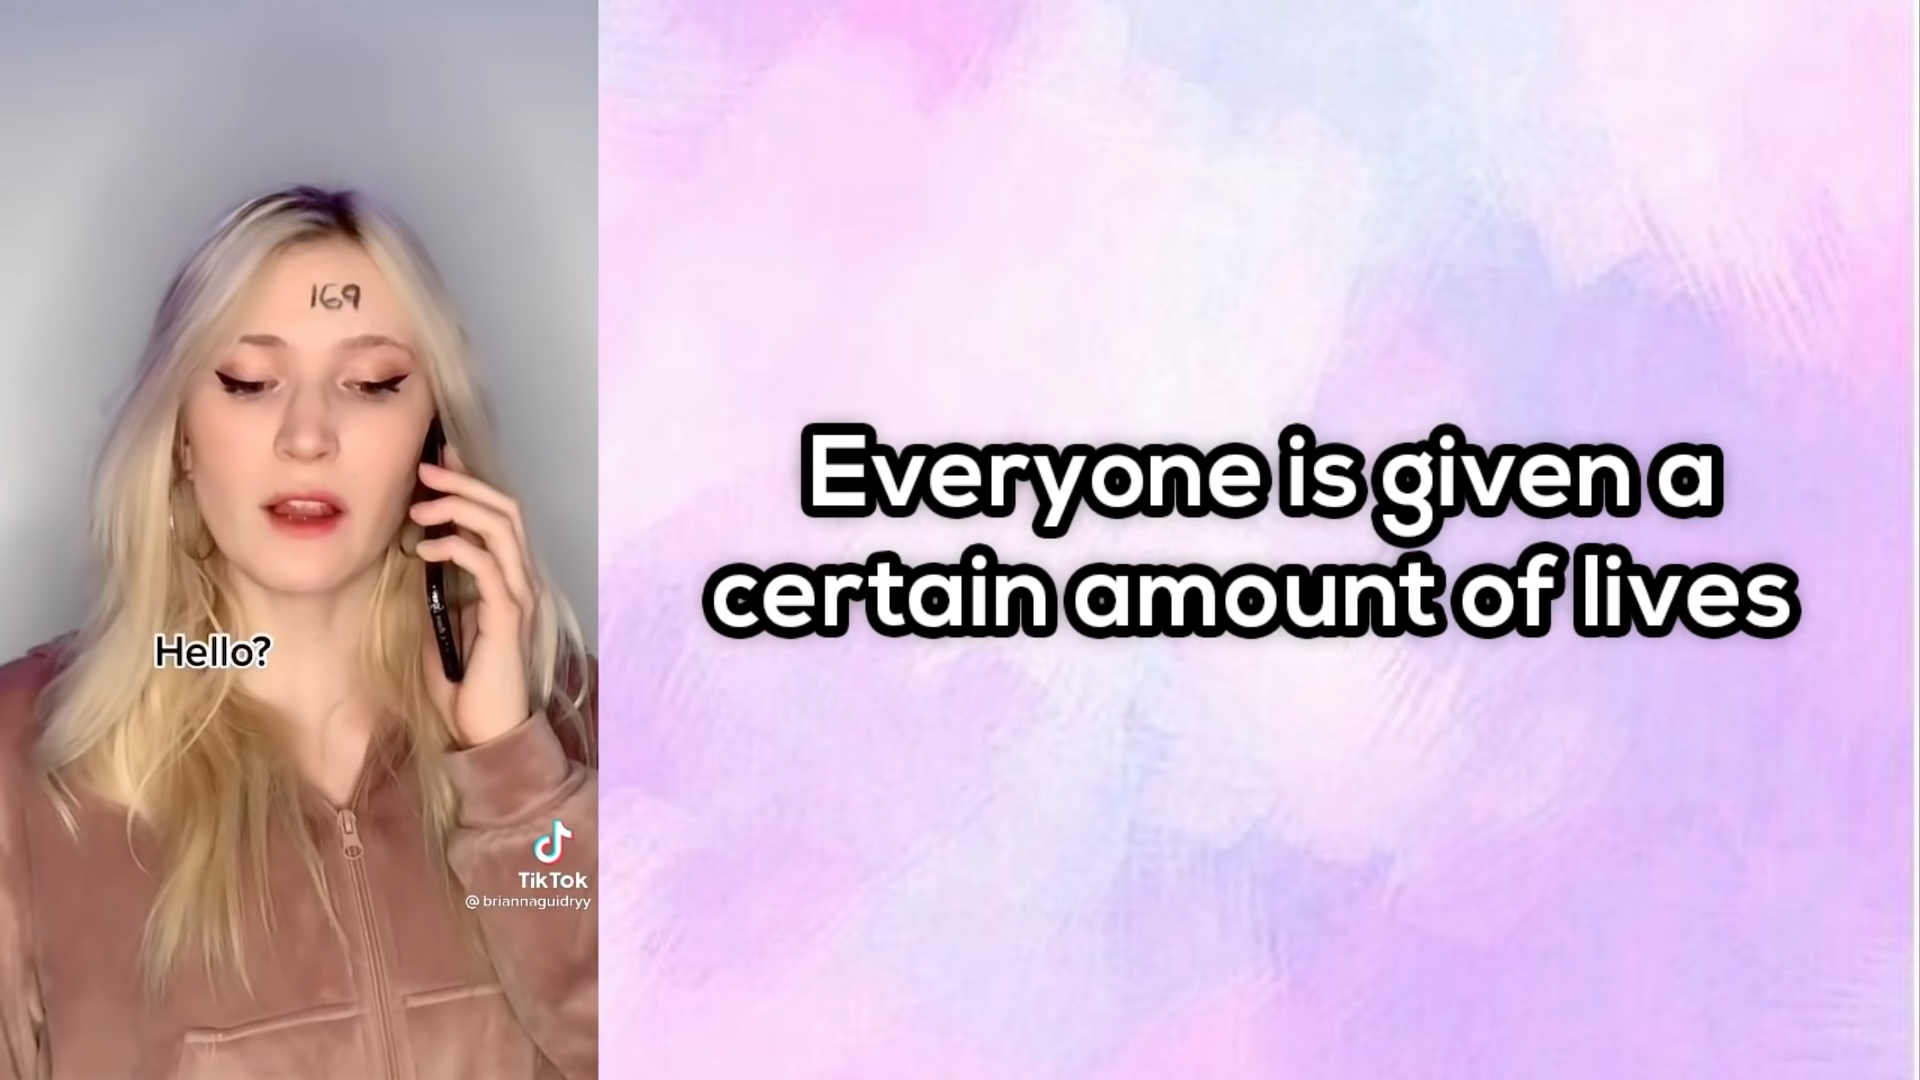 169
Hello?
TikTok
@briannaguidryy
Everyone is given a
certain amount of lives